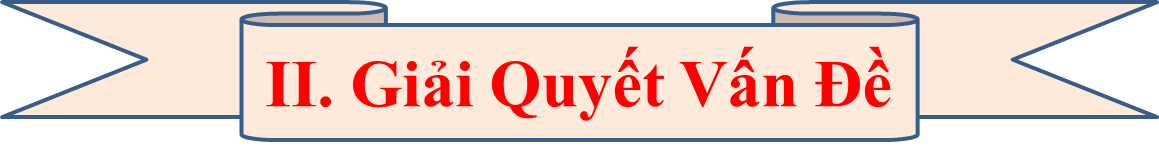 II. Giải Quyết Vấn Đề